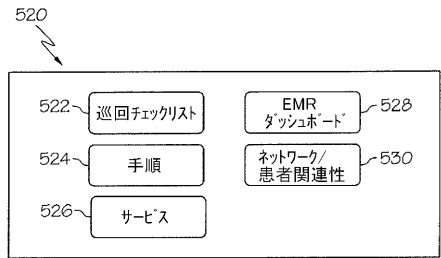 520
522
巡回チェックリスト
EMR
ダッシュボード
528
524
手順
ネットワーク/
患者関連性
530
526
サービス